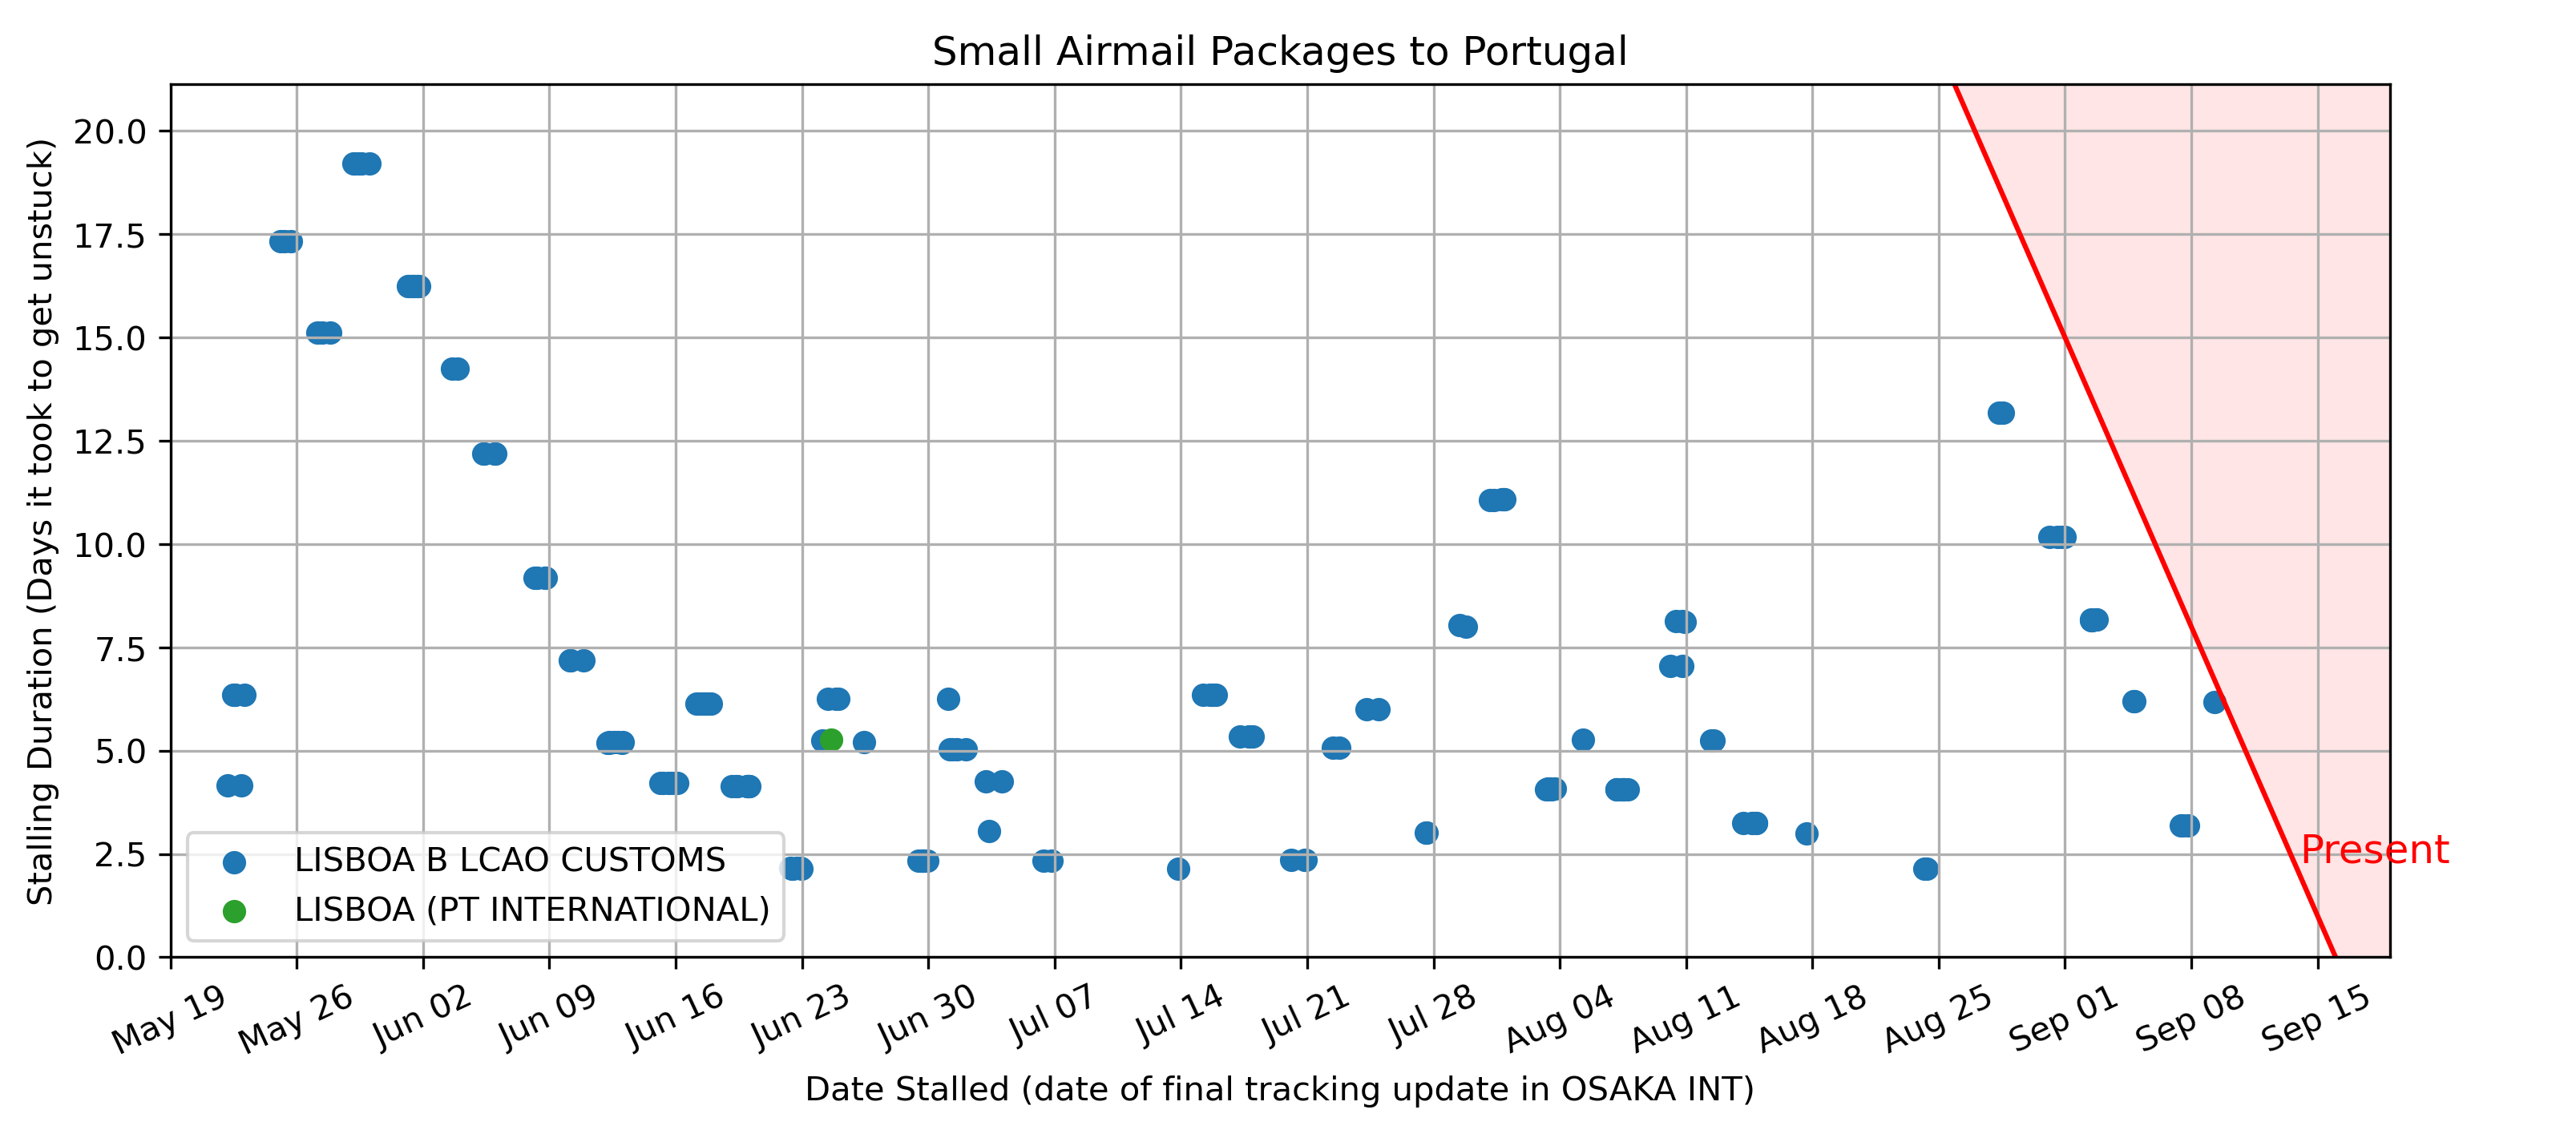 Small Airmail Packages to Portugal
Stalling Duration (Days it took to get unstuck)
20.0
17.5
15.0
12.5
10.0
7.5
5.0
2.5
0.0
LISBOA B LCAO CUSTOMS
LISBOA (PT INTERNATIONAL)
Present
May 19
May 26
Jun 02
Jun 09
Jun 16
Jun 23
Jun 30
Jul 07
Jul 14
Jul 21
Jul 28
Aug 04
Aug 11
Aug 18
Aug 25
Sep 01
Sep 08
Sep 15
Date Stalled (date of final tracking update in OSAKA INT)